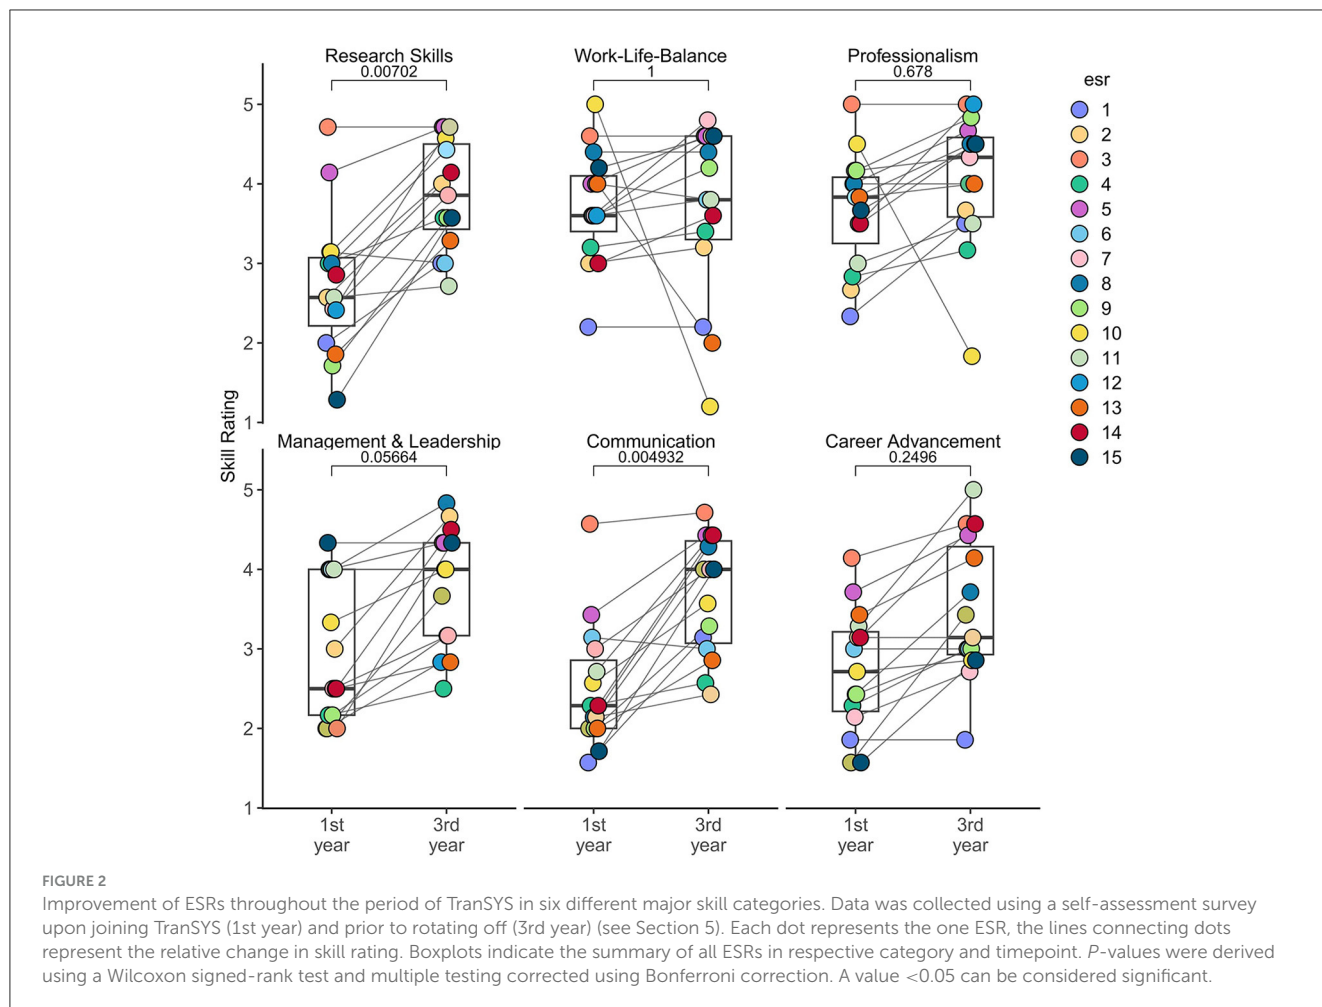 Research Skills
0.00702
Work-Life-Balance
1
Professionalism
0.678
esr
1
2
3
4
5
6
7
8
9
10
11
12
13
14
15
5
4
3
2
1
Skill Rating
Management & Leadership
0.05664
Communication
0.004932
Career Advancement
0.2496
5
4
3
2
1
1st
year
3rd
year
1st
year
3rd
year
1st
year
3rd
year
FIGURE 2
Improvement of ESRs throughout the period of TranSYS in six different major skill categories. Data was collected using a self-assessment survey
upon joining TranSYS (1st year) and prior to rotating off (3rd year) (see Section 5). Each dot represents the one ESR, the lines connecting dots
represent the relative change in skill rating. Boxplots indicate the summary of all ESRs in respective category and timepoint. P-values were derived
using a Wilcoxon signed-rank test and multiple testing corrected using Bonferroni correction. A value <0.05 can be considered significant.